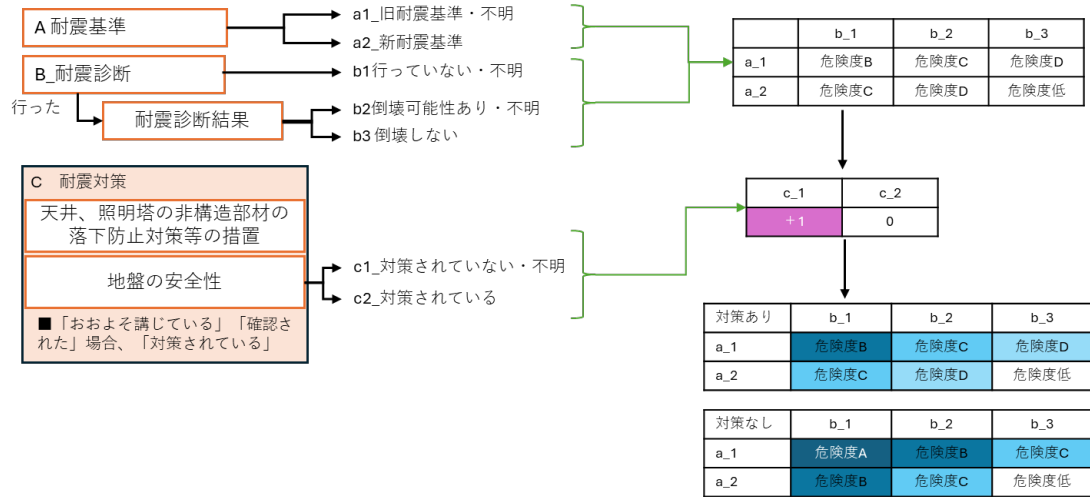 A 耐震基準
a1_旧耐震基準・不明
a2_新耐震基準
B_耐震診断
b1行っていない・不明
行った
耐震診断結果
b2倒壊可能性あり・不明
b3 倒壊しない
b_1 b_2 b_3
a_1 危険度B 危険度C 危険度D
a_2 危険度C 危険度D 危険度低
C 耐震対策
天井、照明塔の非構造部材の
落下防止対策等の措置
地盤の安全性
■「おおよそ講じている」「確認さ
れた」場合、「対策されている」
c1_対策されていない・不明
c2_対策されている
c_1 c_2
＋1 0
対策あり b_1 b_2 b_3
a_1 危険度B 危険度C 危険度D
a_2 危険度C 危険度D 危険度低
対策なし b_1 b_2 b_3
a_1 危険度A 危険度B 危険度C
a_2 危険度B 危険度C 危険度低